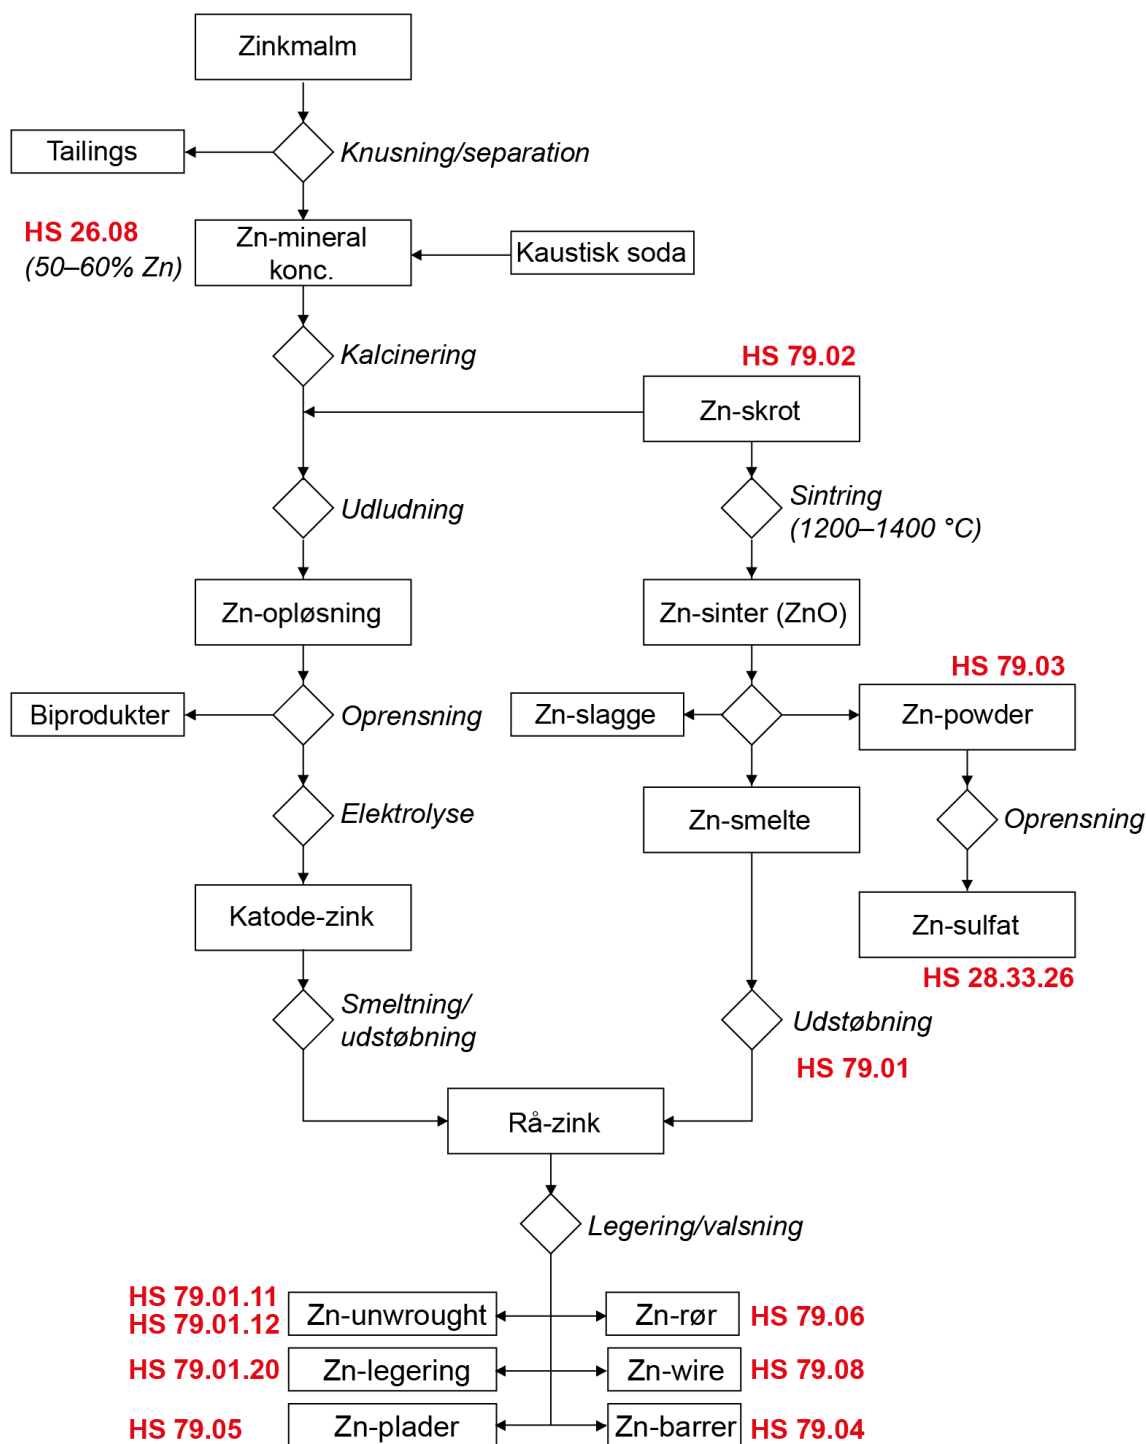 Zinkmalm
Tailings
Knusning/separation
HS 26.08
(50–60% Zn)
Zn-mineral
konc.
Kaustisk soda
Kalcinering
HS 79.02
Zn-skrot
Udludning
Sintring
(1200–1400 °C)
Zn-opløsning
Zn-sinter (ZnO)
HS 79.03
Biprodukter
Oprensning
Zn-slagge
Zn-powder
Elektrolyse
Zn-smelte
Oprensning
Katode-zink
Zn-sulfat
HS 28.33.26
Smeltning/
udstøbning
Udstøbning
HS 79.01
Rå-zink
Legering/valsning
HS 79.01.11
HS 79.01.12
Zn-unwrought
Zn-rør
HS 79.06
HS 79.01.20
Zn-legering
Zn-wire
HS 79.08
HS 79.05
Zn-plader
Zn-barrer
HS 79.04